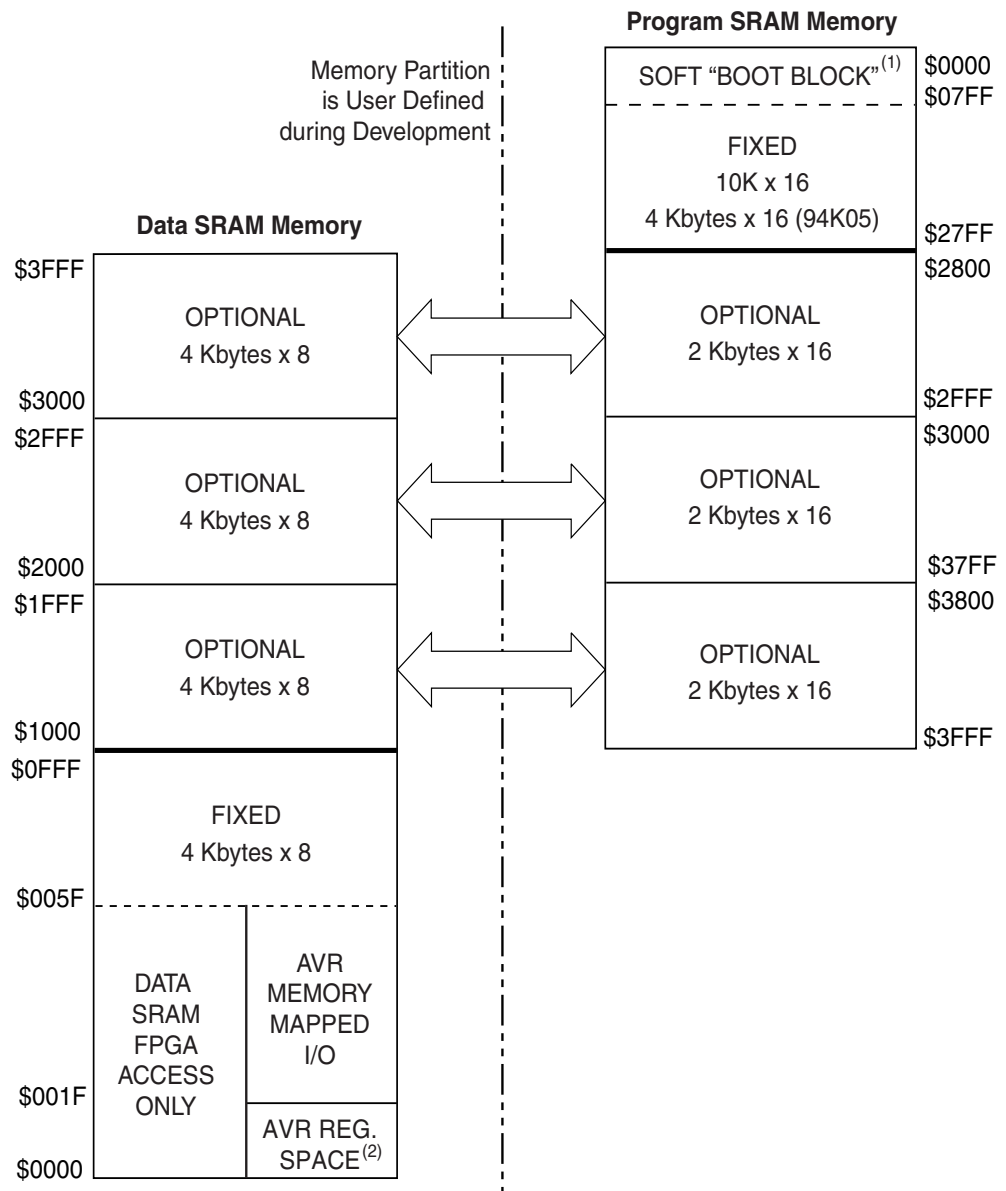 Program SRAM Memory
Memory Partition
is User Defined
during Development
SOFT “BOOT BLOCK”(1)
$0000
$07FF
FIXED
10K x 16
4 Kbytes x 16 (94K05)
$27FF
$2800
OPTIONAL
2 Kbytes x 16
$2FFF
$3000
OPTIONAL
2 Kbytes x 16
$37FF
$3800
OPTIONAL
2 Kbytes x 16
$3FFF
Data SRAM Memory
$3FFF
OPTIONAL
4 Kbytes x 8
$3000
$2FFF
OPTIONAL
4 Kbytes x 8
$2000
$1FFF
OPTIONAL
4 Kbytes x 8
$1000
$0FFF
FIXED
4 Kbytes x 8
$005F
DATA
SRAM
FPGA
ACCESS
ONLY
AVR
MEMORY
MAPPED
I/O
$001F
AVR REG.
SPACE(2)
$0000